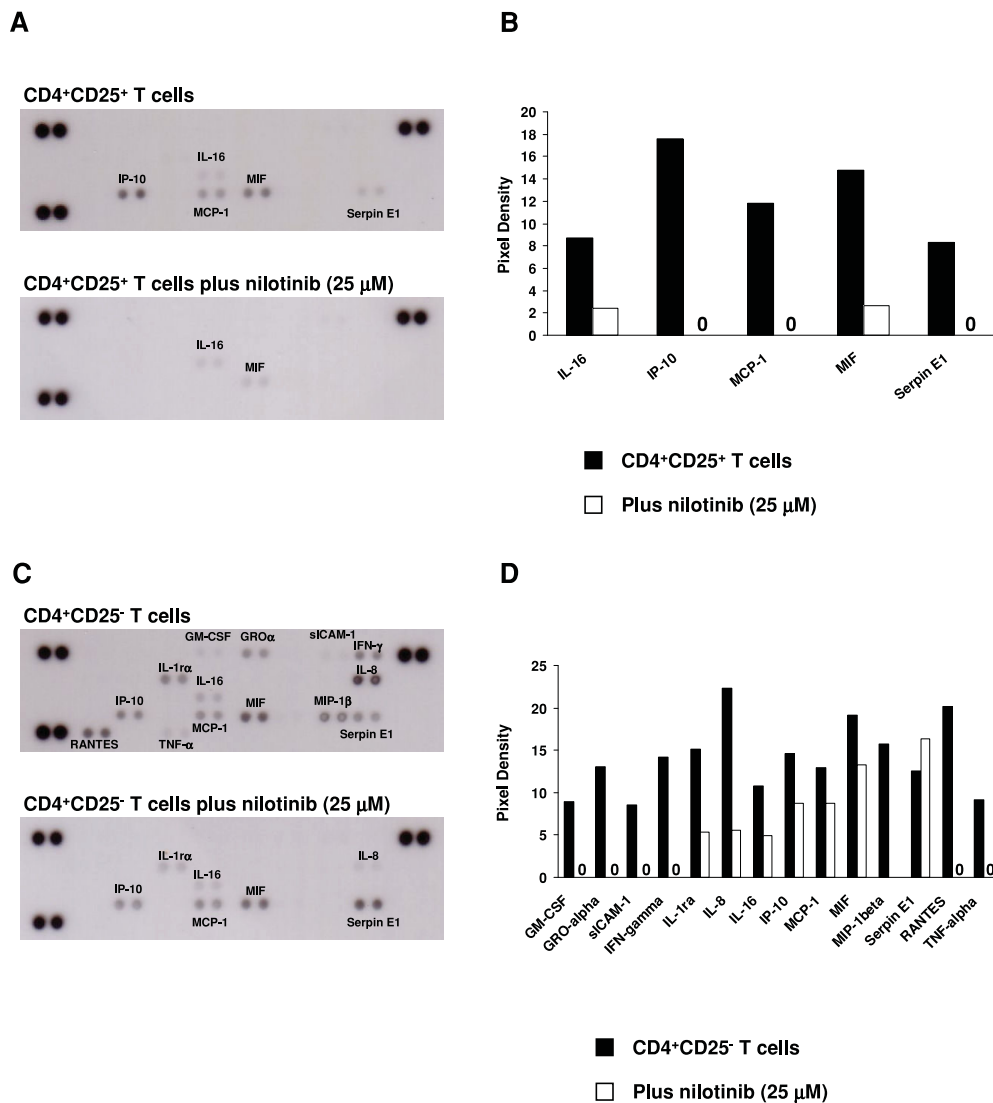 A
CD4+CD25+ T cells
IL-16
IP-10
MIF
MCP-1
Serpin E1
CD4+CD25+ T cells plus nilotinib (25 μM)
IL-16
MIF
B
Pixel Density
20
18
16
14
12
10
8
6
4
2
0
0
0
0
IL-16
IP-10
MCP-1
MIF
Serpin E1
CD4+CD25+ T cells
Plus nilotinib (25 μM)
C
CD4+CD25- T cells
GM-CSF
GROα
sICAM-1
IFN-γ
IL-1rα
IL-16
IL-8
IP-10
MIF
MIP-1β
MCP-1
Serpin E1
RANTES
TNF-α
CD4+CD25- T cells plus nilotinib (25 μM)
IL-1rα
IL-8
IL-16
IP-10
MIF
MCP-1
Serpin E1
D
Pixel Density
25
20
15
10
5
0
0
0
0
0
0
0
GM-CSF
GRO-alpha
sICAM-1
IFN-gamma
IL-1ra
IL-8
IL-16
IP-10
MCP-1
MIF
MIP-1beta
Serpin E1
RANTES
TNF-alpha
CD4+CD25- T cells
Plus nilotinib (25 μM)